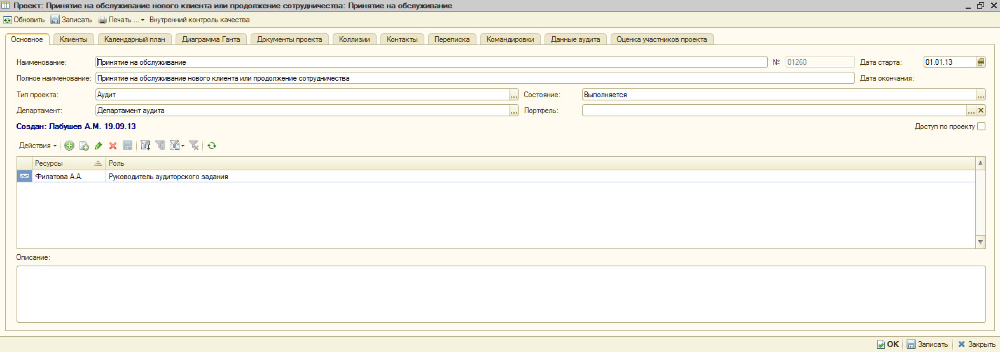 Проект: Принятие на обслуживание нового клиента или продолжение сотрудничества: Принятие на обслуживание
Обновить Записать Печать ... Внутренний контроль качества
Основное Клиенты Календарный план Диаграмма Ганта Документы проекта Коллизии Контакты Переписка Командировки Данные аудита Оценка участников проекта
Наименование: Принятие на обслуживание № 01260 Дата старта: 01.01.13
Полное наименование: Принятие на обслуживание нового клиента или продолжение сотрудничества Дата окончания:
Тип проекта: Аудит ... Состояние: Выполняется ...
Департамент: Департамент аудита ... Портфель: ...
Создан: Лабушев А.М. 19.09.13 Доступ по проекту
Действия
Ресурсы Роль
Филатова А.А. Руководитель аудиторского задания
Описание:
OK Записать Закрыть